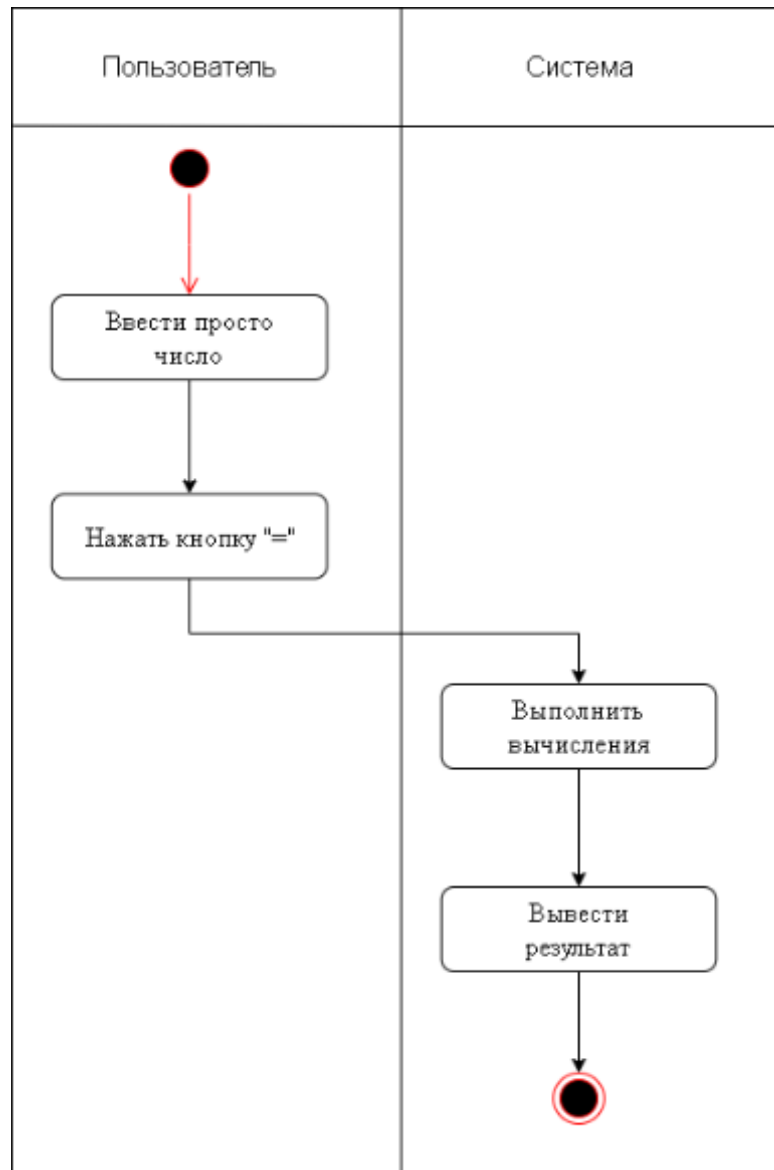 Пользователь
Система
Ввести просто
число
Нажать кнопку "="
Выполнить
вычисления
Вывести
результат